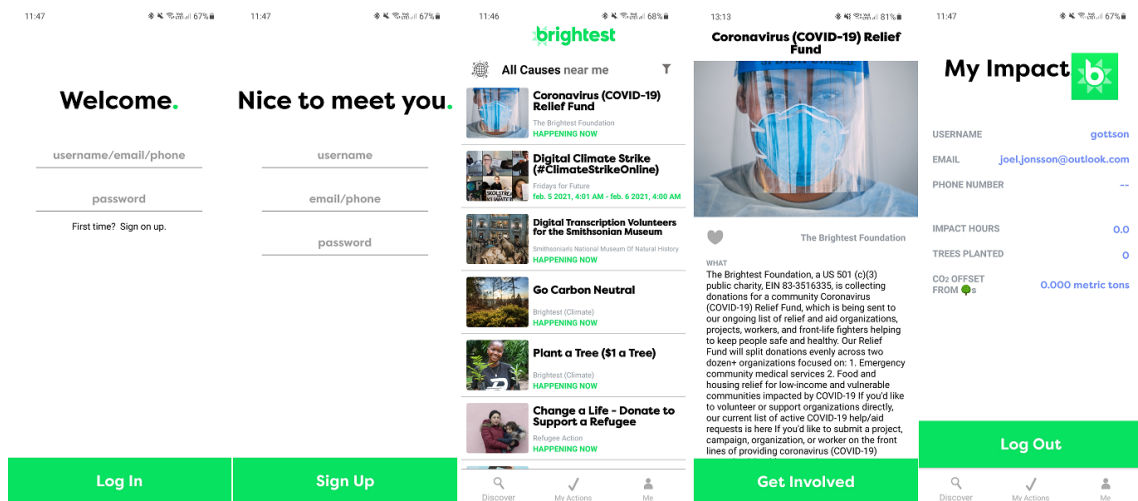 11:47
67%
Welcome.
username/email/phone
password
First time? Sign on up.
Log In
11:47
67%
Nice to meet you.
username
email/phone
password
Sign Up
11:46
68%
brightest
All Causes near me
Coronavirus (COVID-19)
Relief Fund
The Brightest Foundation
HAPPENING NOW
Digital Climate Strike
(#ClimateStrikeOnline)
Fridays for Future
feb. 5 2021, 4:01 AM - feb. 6 2021, 4:00 AM
Digital Transcription Volunteers
for the Smithsonian Museum
Smithsonian's National Museum Of Natural History
HAPPENING NOW
Go Carbon Neutral
Brightest (Climate)
HAPPENING NOW
Plant a Tree ($1 a Tree)
Brightest (Climate)
HAPPENING NOW
Change a Life - Donate to
Support a Refugee
Refugee Action
HAPPENING NOW
Discover
My Actions
Me
13:13
81%
Coronavirus (COVID-19) Relief
Fund
The Brightest Foundation
WHAT
The Brightest Foundation, a US 501 (c)(3)
public charity, EIN 83-3516335, is collecting
donations for a community Coronavirus
(COVID-19) Relief Fund, which is being sent to
our ongoing list of relief and aid organizations,
projects, workers, and front-life fighters helping
to keep people safe and healthy. Our Relief
Fund will split donations evenly across two
dozen+ organizations focused on: 1. Emergency
community medical services 2. Food and
housing relief for low-income and vulnerable
communities impacted by COVID-19 If you'd like
to volunteer or support organizations directly,
our current list of active COVID-19 help/aid
requests is here If you'd like to submit a project,
campaign, organization, or worker on the front
lines of providing coronavirus (COVID-19)
Get Involved
11:47
67%
My Impact
b
USERNAME gottson
EMAIL joel.jonsson@outlook.com
PHONE NUMBER --
IMPACT HOURS 0.0
TREES PLANTED 0
CO2 OFFSET
FROM 🌳s 0.000 metric tons
Log Out
Discover
My Actions
Me